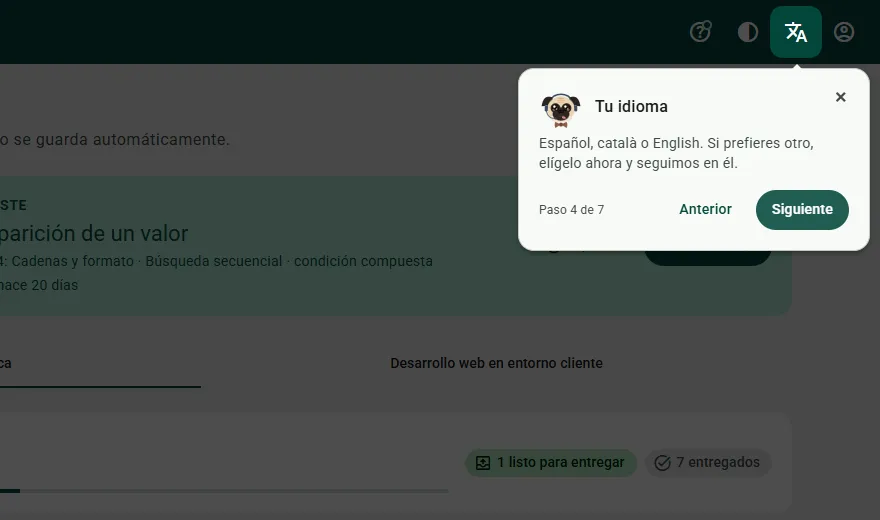 Tu idioma
Español, català o English. Si prefieres otro,
elígelo ahora y seguimos en él.
Paso 4 de 7
Anterior
Siguiente
o se guarda automáticamente.
STE
parición de un valor
4: Cadenas y formato · Búsqueda secuencial · condición compuesta
hace 20 días
ca
Desarrollo web en entorno cliente
1 listo para entregar
7 entregados